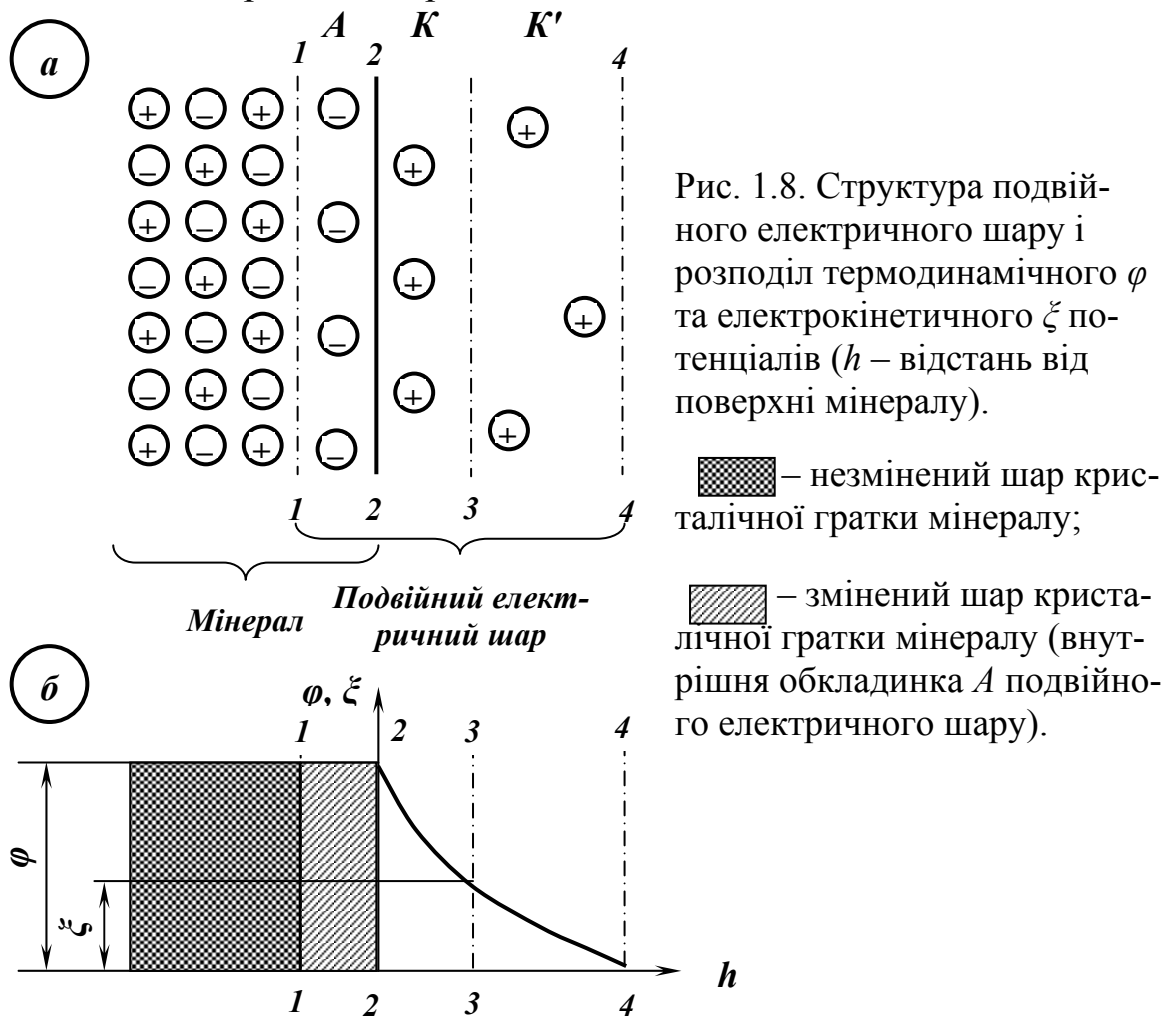 А К К'
а
1 2 4
+ – + –
+
– + – +
+ – + –
– + – +
+ – + –
+
– + – +
+
+ – + –
1 2 3 4
Мінерал
Подвійний елект-
ричний шар
Рис. 1.8. Структура подвій-
ного електричного шару і
розподіл термодинамічного φ
та електрокінетичного ξ по-
тенціалів (h – відстань від
поверхні мінералу).
– незмінений шар крис-
талічної гратки мінералу;
– змінений шар криста-
лічної гратки мінералу (внут-
рішня обкладинка А подвійно-
го електричного шару).
б
φ, ξ
1 2 3 4
φ
ξ
h
1 2 3 4